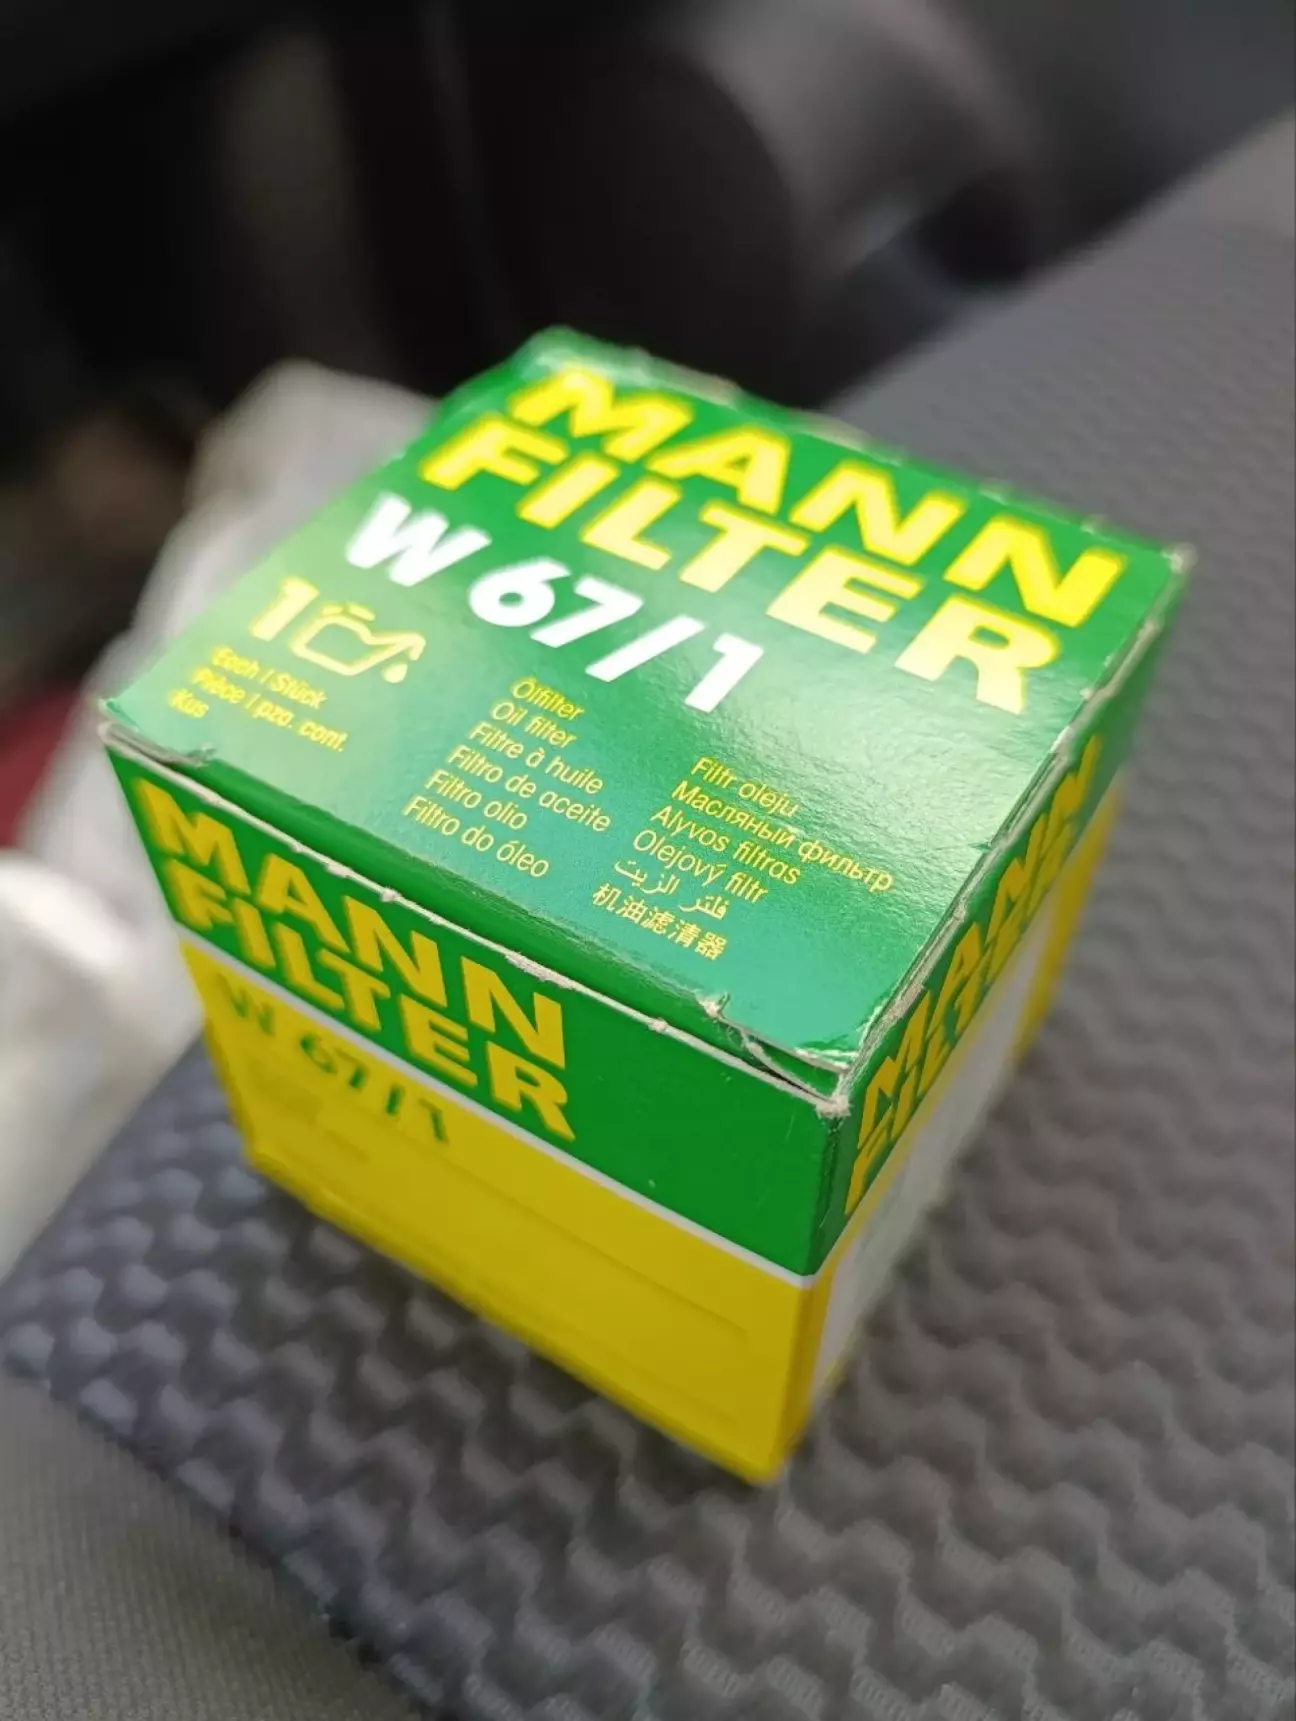 MANN
FILTER
W 67/1
1
Each / Stück
Pièce / pza. cont.
Kus
Ölfilter
Oil filter
Filtre à huile
Filtro de aceite
Filtro olio
Filtro do óleo
Filtr oleju
Масляный фильтр
Alyvos filtras
Olejový filtr
فلتر الزيت
机油滤清器
MANN
FILTER
W 67/1
MANN
FILTER